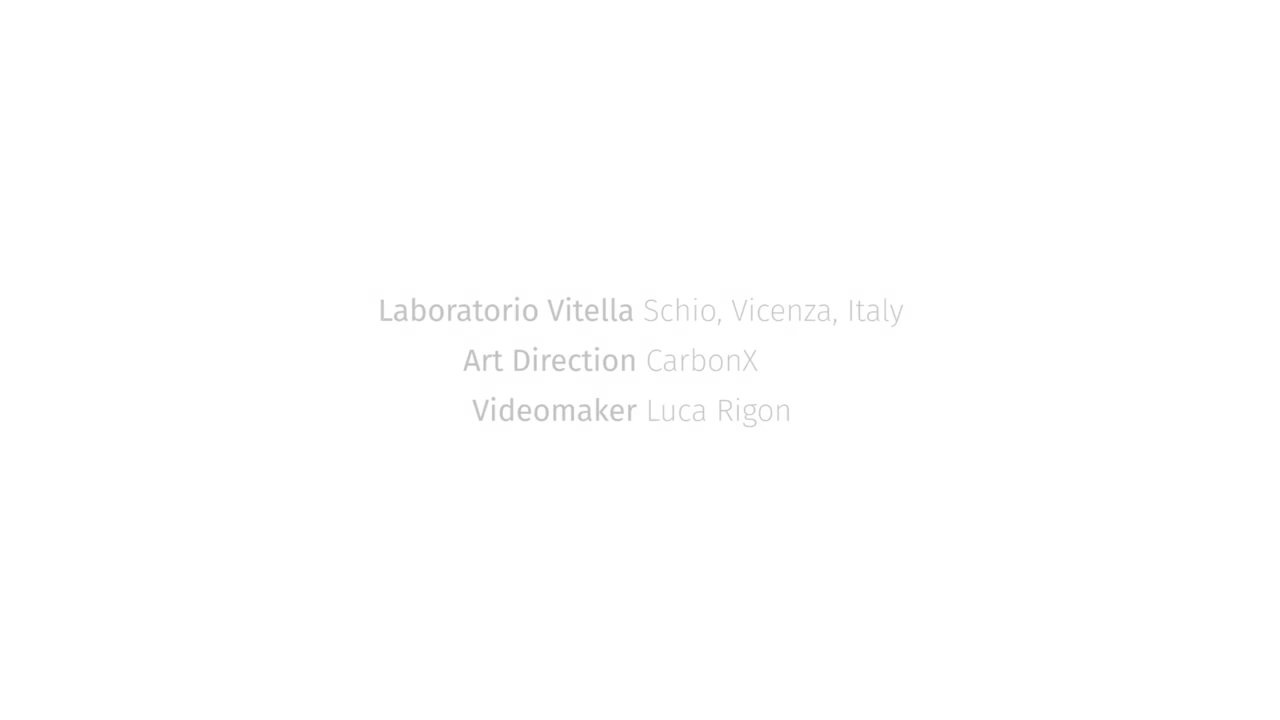 Laboratorio Vitella Schio, Vicenza, Italy
Art Direction CarbonX
Videomaker Luca Rigon